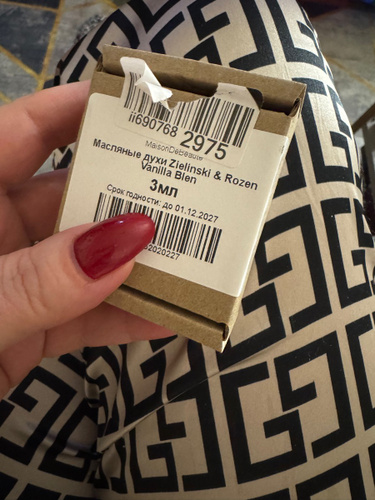 ii690768 2975
MaisonDeBeaute
Масляные духи Zielinski & Rozen
Vanilla Blen
3мл
Срок годности: до 01.12.2027
2020227